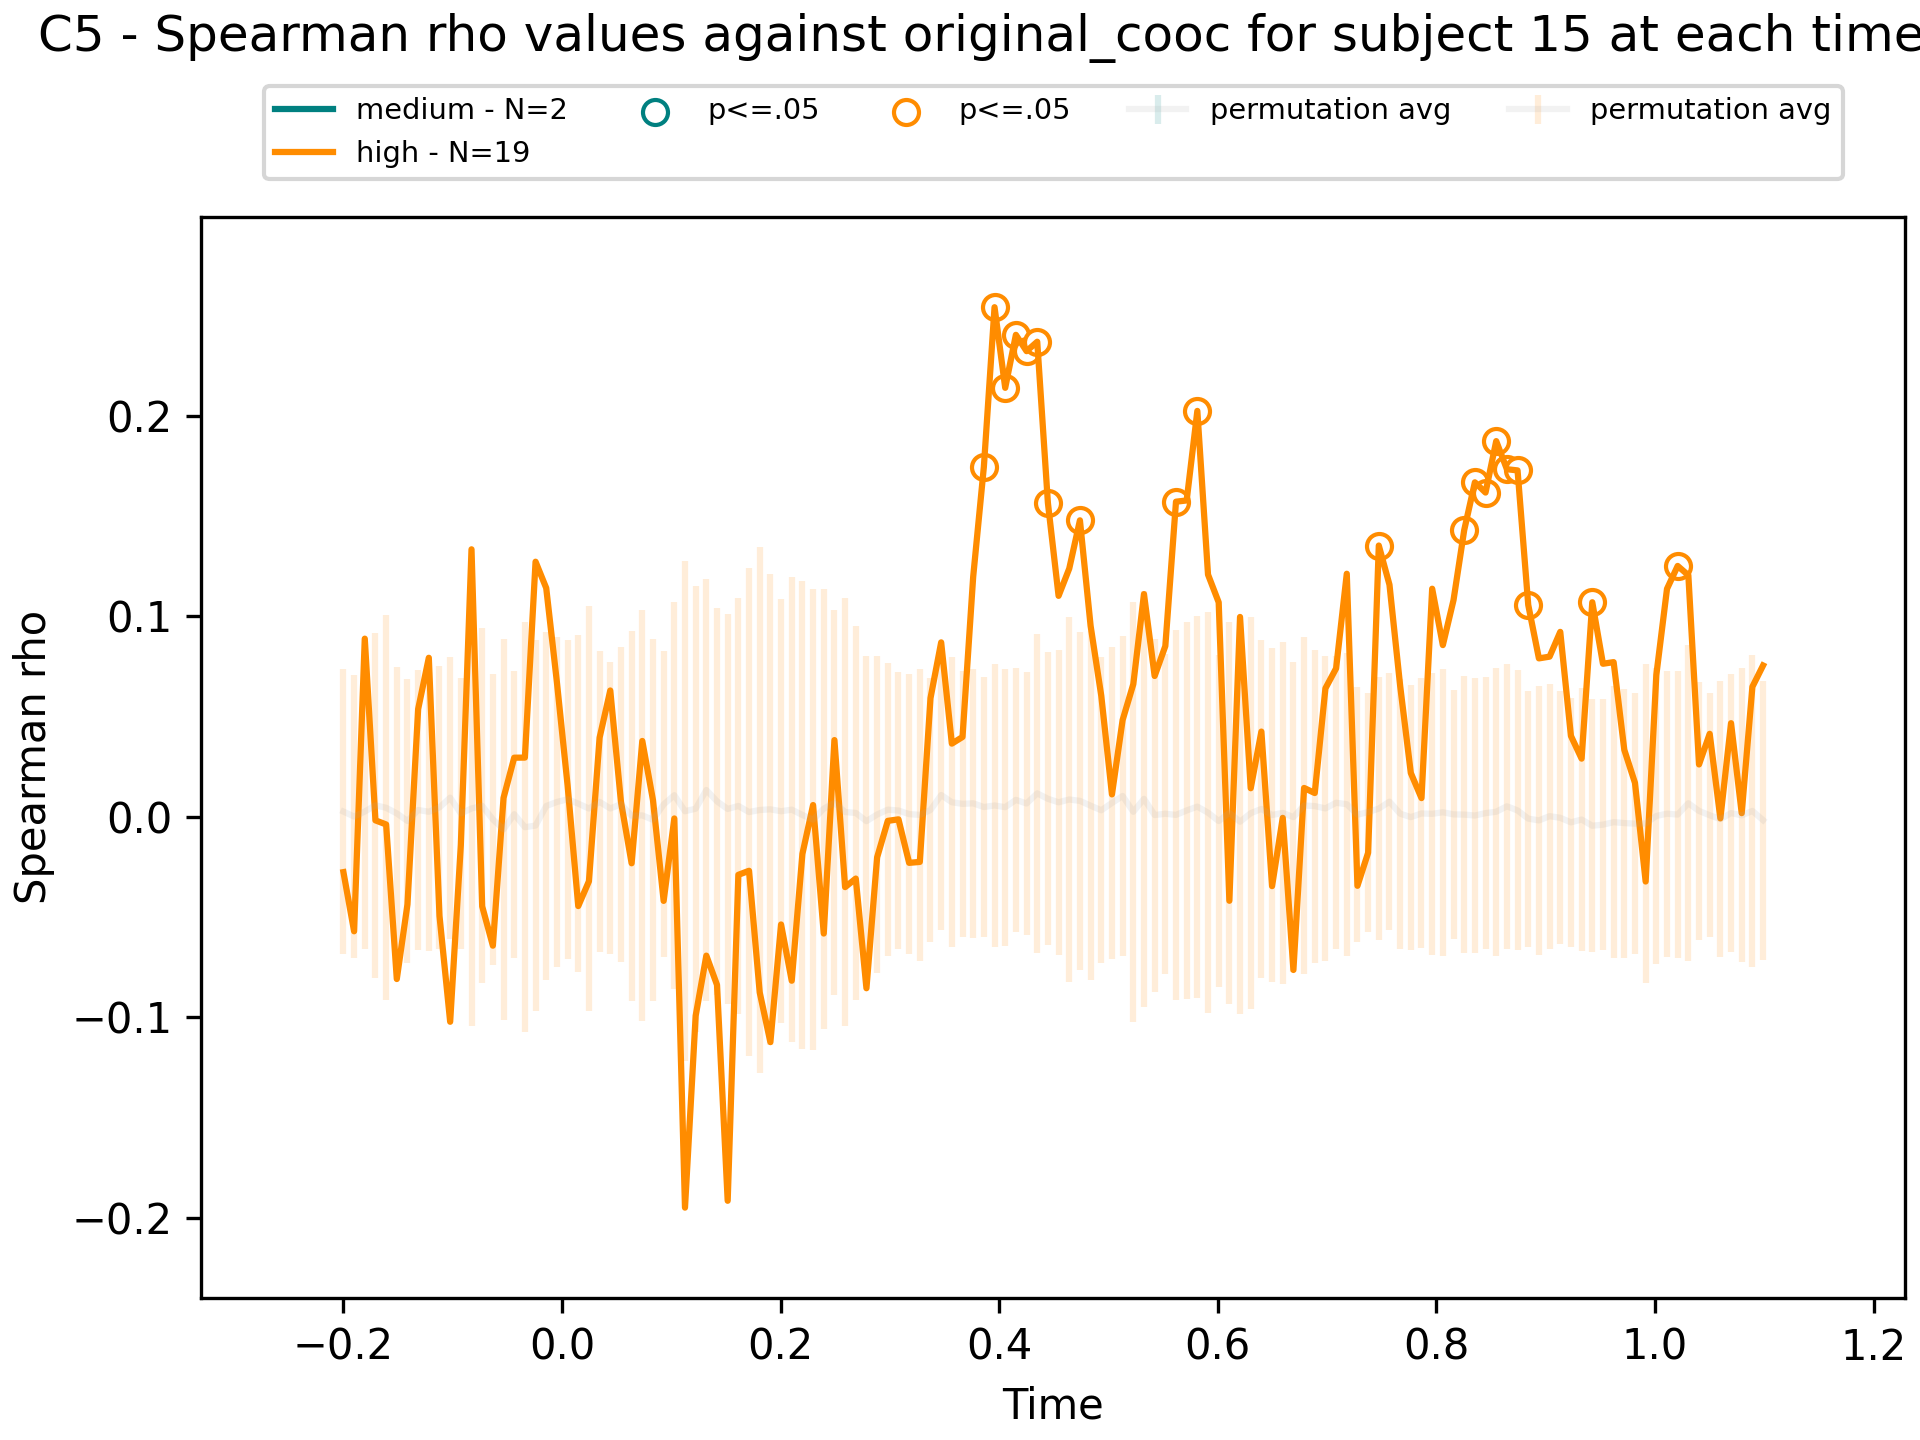 C5 - Spearman rho values against original_cooc for subject 15 at each time
medium - N=2
high - N=19
p<=.05
p<=.05
permutation avg
permutation avg
Spearman rho
0.2
0.1
0.0
−0.1
−0.2
−0.2
0.0
0.2
0.4
0.6
0.8
1.0
1.2
Time